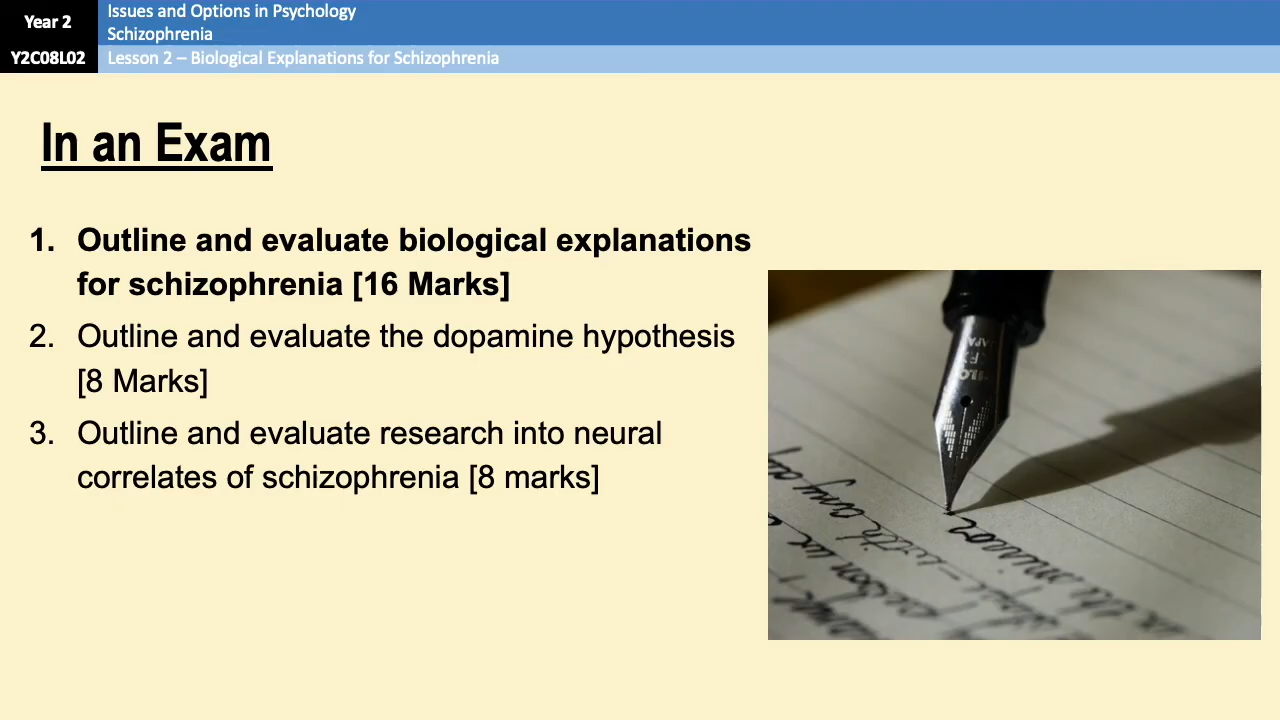 Year 2
Issues and Options in Psychology
Schizophrenia
Y2C08L02
Lesson 2 – Biological Explanations for Schizophrenia
In an Exam
1. Outline and evaluate biological explanations
for schizophrenia [16 Marks]
2. Outline and evaluate the dopamine hypothesis
[8 Marks]
3. Outline and evaluate research into neural
correlates of schizophrenia [8 marks]